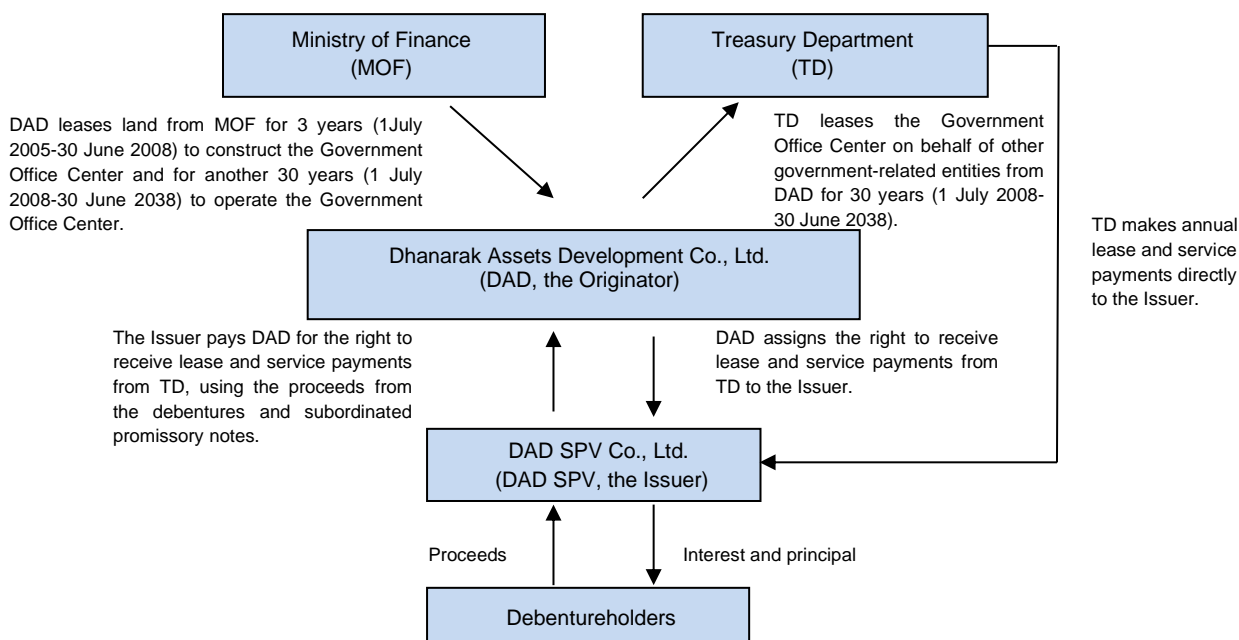 Ministry of Finance
(MOF)
Treasury Department
(TD)
DAD leases land from MOF for 3 years (1July
2005-30 June 2008) to construct the Government
Office Center and for another 30 years (1 July
2008-30 June 2038) to operate the Government
Office Center.
TD leases the Government
Office Center on behalf of other
government-related entities from
DAD for 30 years (1 July 2008-
30 June 2038).
TD makes annual
lease and service
payments directly
to the Issuer.
Dhanarak Assets Development Co., Ltd.
(DAD, the Originator)
The Issuer pays DAD for the right to
receive lease and service payments
from TD, using the proceeds from
the debentures and subordinated
promissory notes.
DAD assigns the right to receive
lease and service payments from
TD to the Issuer.
DAD SPV Co., Ltd.
(DAD SPV, the Issuer)
Proceeds
Interest and principal
Debentureholders